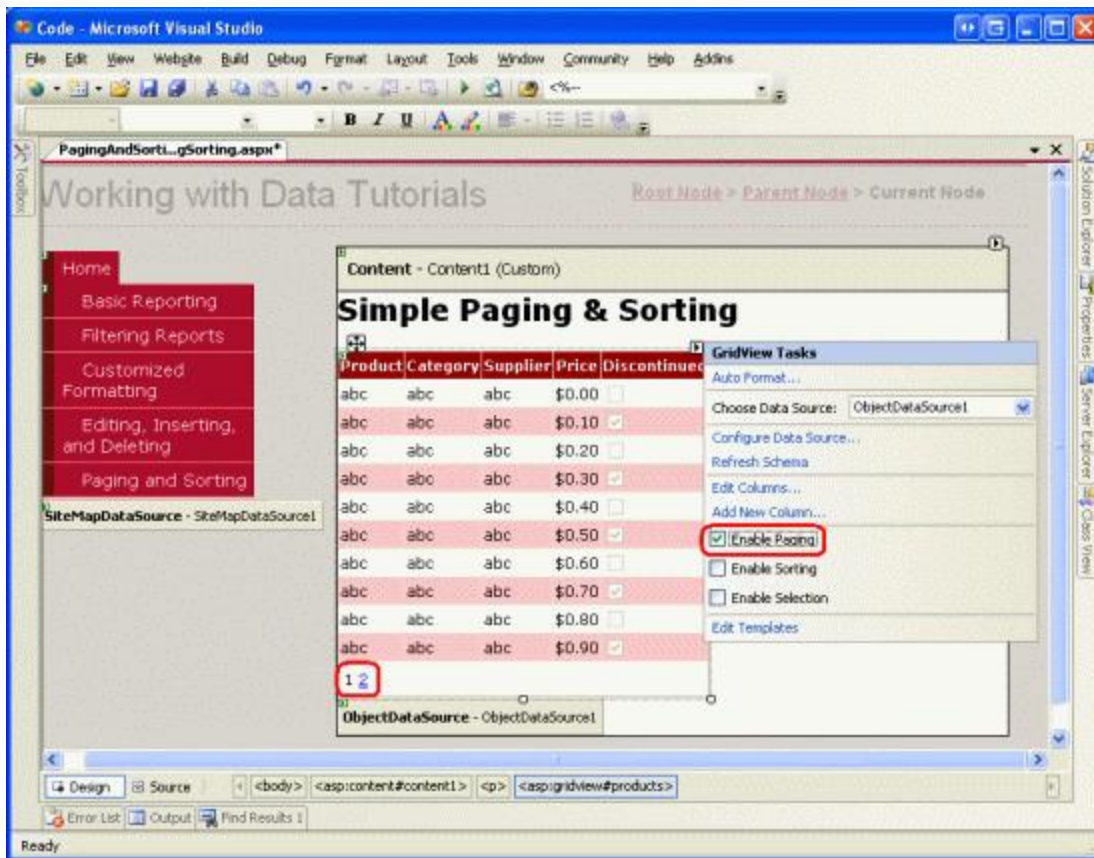 Code - Microsoft Visual Studio
File Edit View Website Build Debug Format Layout Tools Window Community Help Addins
<%--
B I U A
PagingAndSorti...gSorting.aspx*
Toolbox
Working with Data Tutorials
Root Node > Parent Node > Current Node
Home
Basic Reporting
Filtering Reports
Customized
Formatting
Editing, Inserting,
and Deleting
Paging and Sorting
SiteMapDataSource - SiteMapDataSource1
Content - Content1 (Custom)
Simple Paging & Sorting
Product Category Supplier Price Discontinued
abc abc abc $0.00
abc abc abc $0.10
abc abc abc $0.20
abc abc abc $0.30
abc abc abc $0.40
abc abc abc $0.50
abc abc abc $0.60
abc abc abc $0.70
abc abc abc $0.80
abc abc abc $0.90
1 2
ObjectDataSource - ObjectDataSource1
GridView Tasks
Auto Format...
Choose Data Source: ObjectDataSource1
Configure Data Source...
Refresh Schema
Edit Columns...
Add New Column...
Enable Paging
Enable Sorting
Enable Selection
Edit Templates
Solution Explorer
Properties
Server Explorer
Class View
Design Source <body> <asp:content#content1> <p> <asp:gridview#products>
Error List Output Find Results 1
Ready